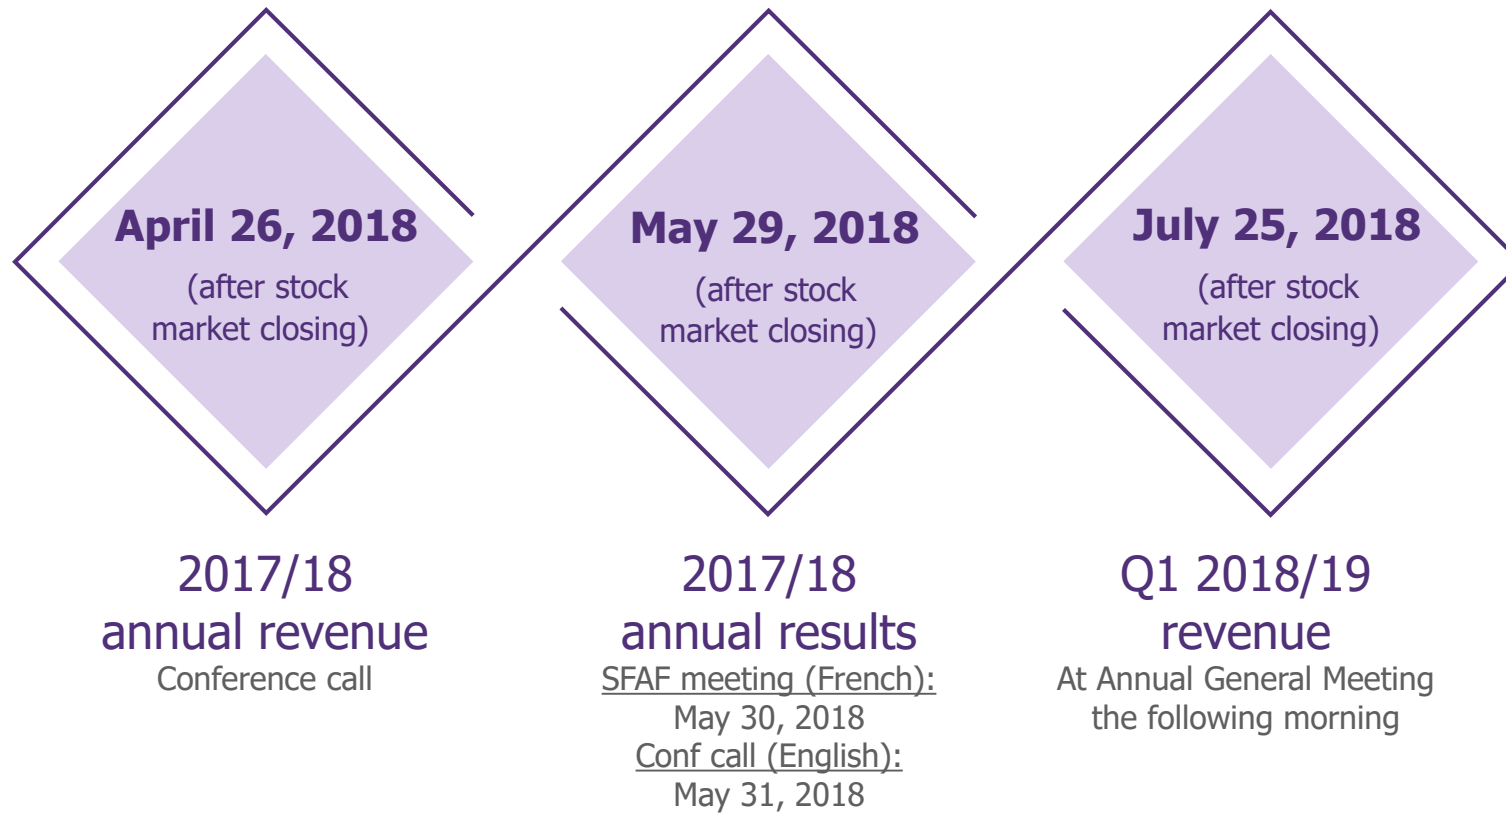 April 26, 2018
(after stock
market closing)
2017/18
annual revenue
Conference call
May 29, 2018
(after stock
market closing)
2017/18
annual results
SFAF meeting (French):
May 30, 2018
Conf call (English):
May 31, 2018
July 25, 2018
(after stock
market closing)
Q1 2018/19
revenue
At Annual General Meeting
the following morning